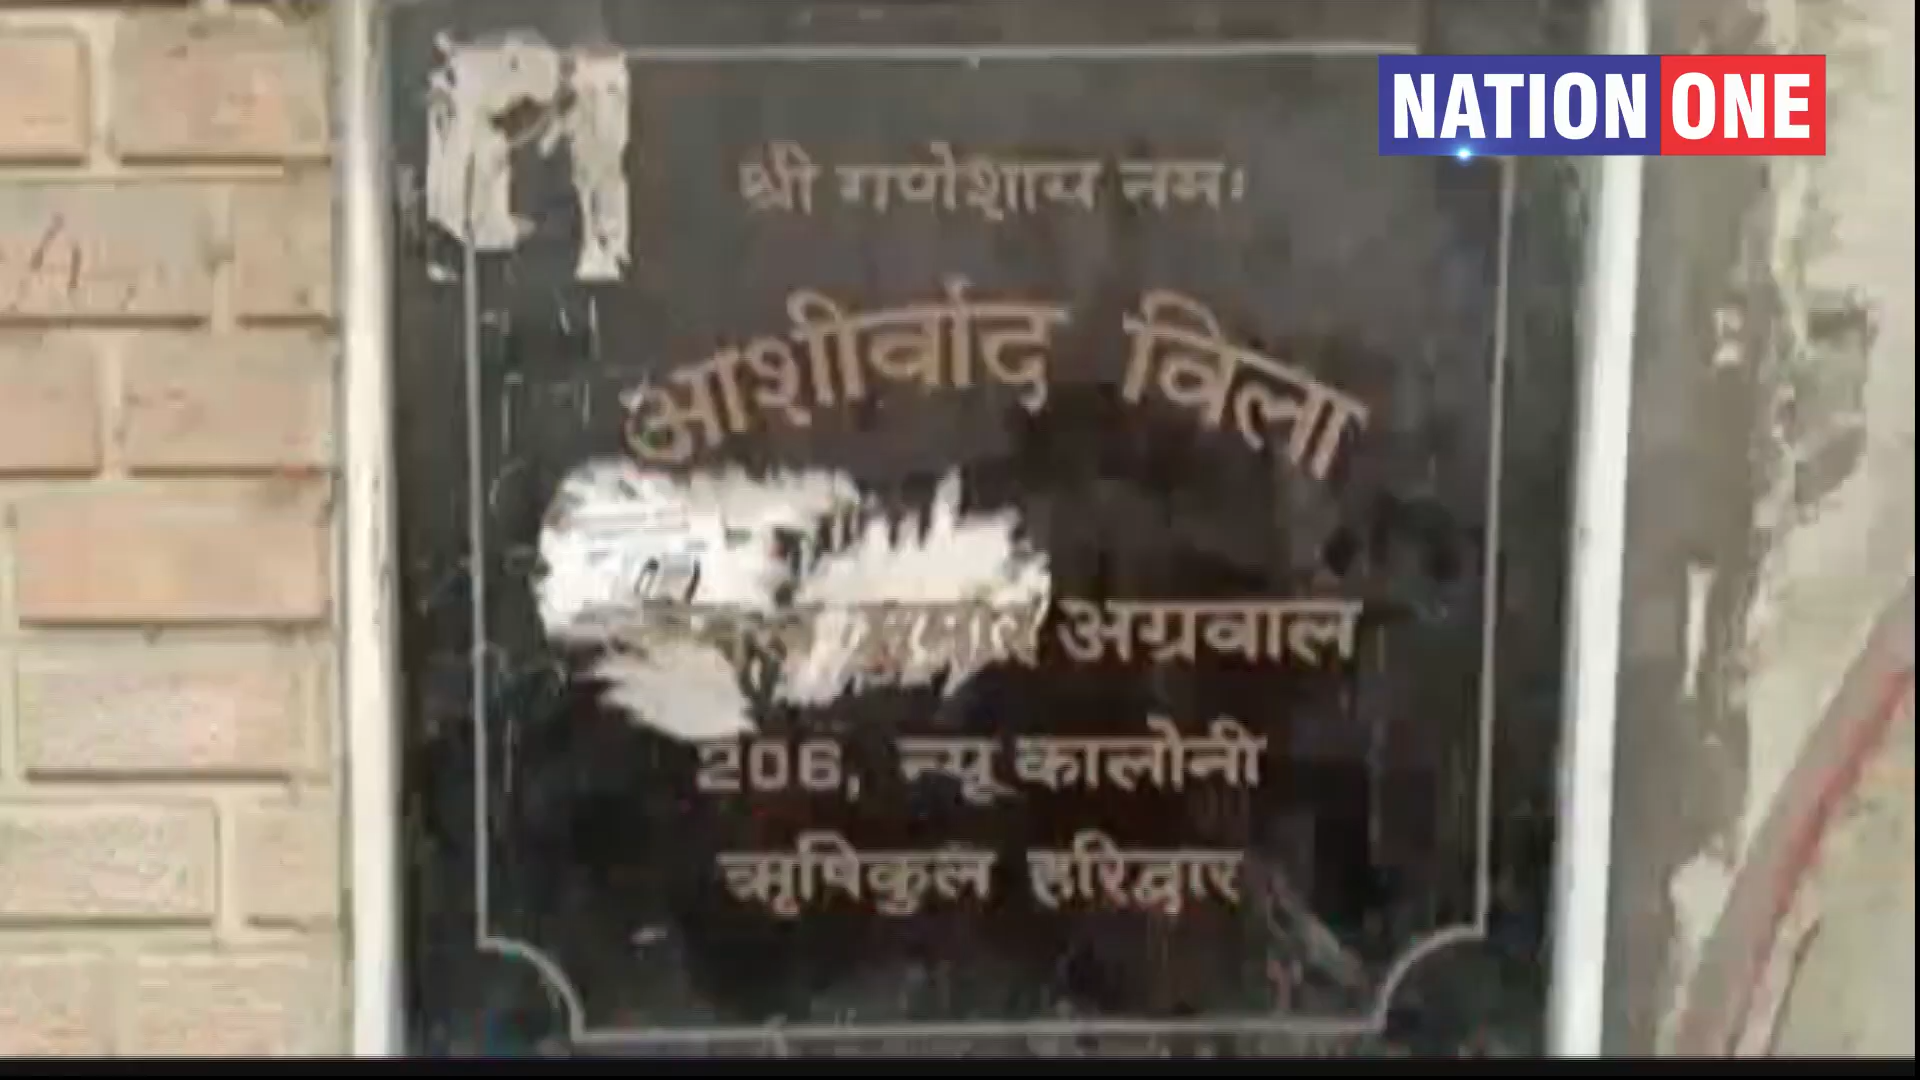 NATION ONE
श्री गणेशाय नमः
आशीर्वाद विला
अग्रवाल
206, न्यू कालोनी
ऋषिकुल हरिद्वार